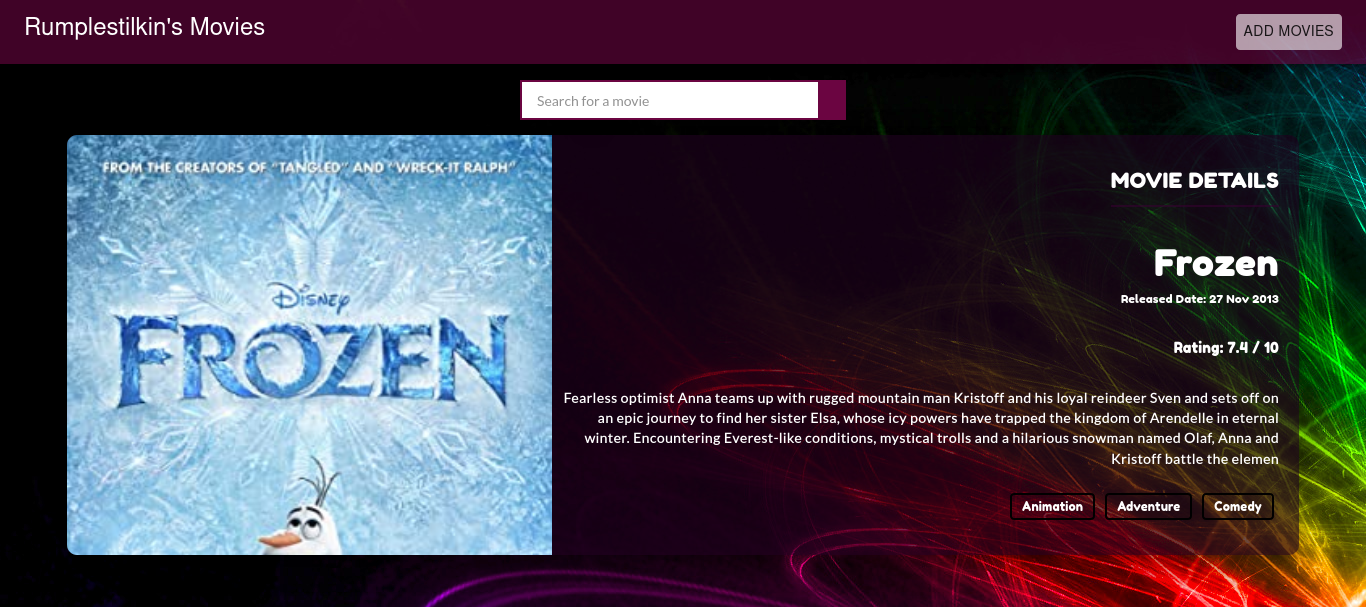 Rumplestilkin's Movies
ADD MOVIES
Search for a movie
FROM THE CREATORS OF "TANGLED" AND "WRECK-IT RALPH"
Disney
FROZEN
MOVIE DETAILS
Frozen
Released Date: 27 Nov 2013
Rating: 7.4 / 10
Fearless optimist Anna teams up with rugged mountain man Kristoff and his loyal reindeer Sven and sets off on
an epic journey to find her sister Elsa, whose icy powers have trapped the kingdom of Arendelle in eternal
winter. Encountering Everest-like conditions, mystical trolls and a hilarious snowman named Olaf, Anna and
Kristoff battle the elemen
Animation
Adventure
Comedy